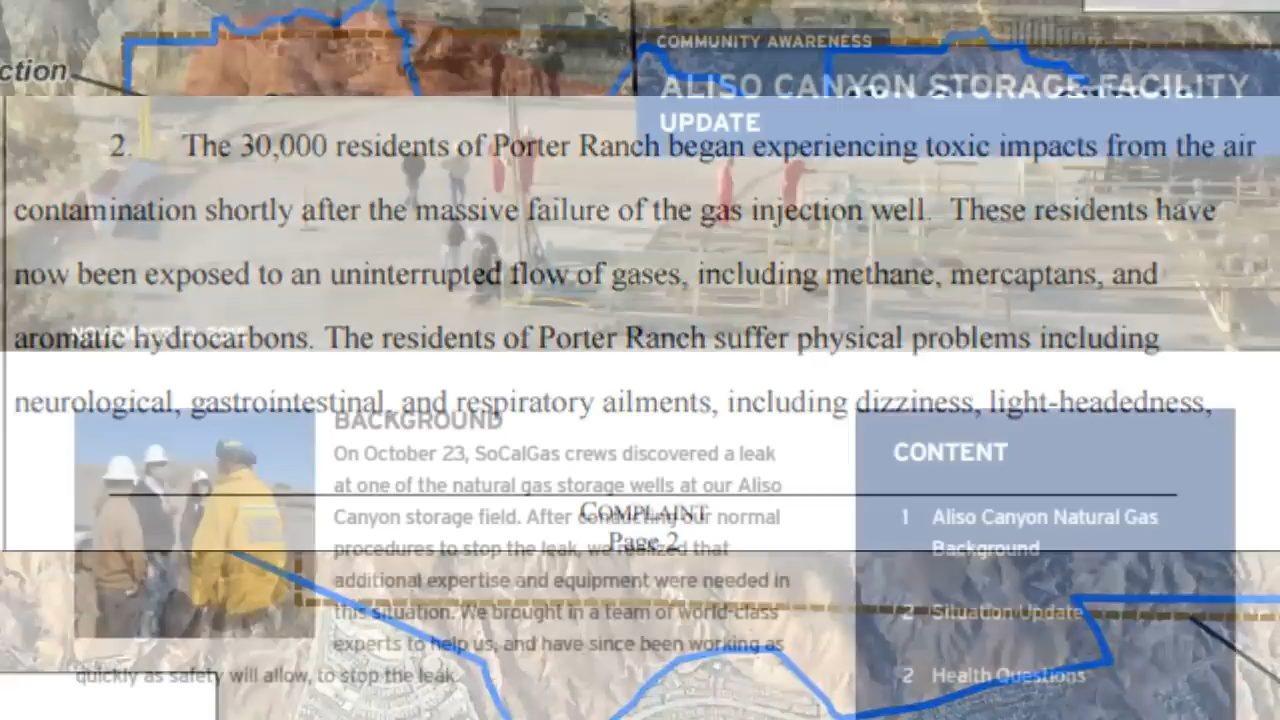 ction
COMMUNITY AWARENESS
ALISO CANYON STORAGE FACILITY
UPDATE
2. The 30,000 residents of Porter Ranch began experiencing toxic impacts from the air
contamination shortly after the massive failure of the gas injection well. These residents have
now been exposed to an uninterrupted flow of gases, including methane, mercaptans, and
aromatic hydrocarbons. The residents of Porter Ranch suffer physical problems including
neurological, gastrointestinal, and respiratory ailments, including dizziness, light-headedness,
COMPLAINT
Page 2
BACKGROUND
On October 23, SoCalGas crews discovered a leak
at one of the natural gas storage wells at our Aliso
Canyon storage field. After conducting our normal
procedures to stop the leak, we realized that
additional expertise and equipment were needed in
this situation. We brought in a team of world-class
experts to help us, and have since been working as
quickly as safety will allow, to stop the leak.
CONTENT
1 Aliso Canyon Natural Gas
Background
2 Situation Update
2 Health Questions